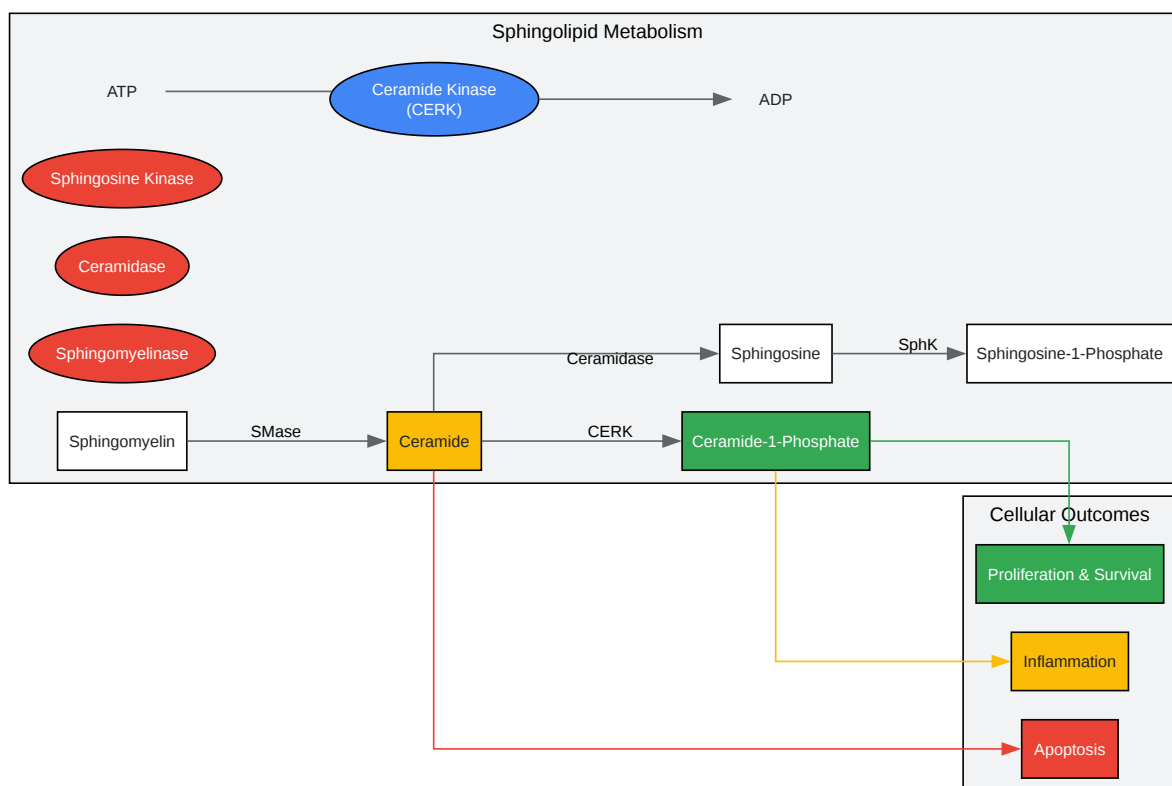 Sphingolipid Metabolism
ATP
Ceramide Kinase
(CERK)
ADP
Sphingosine Kinase
Ceramidase
Sphingomyelinase
Ceramidase
Sphingosine
SphK
Sphingosine-1-Phosphate
Sphingomyelin
SMase
Ceramide
CERK
Ceramide-1-Phosphate
Cellular Outcomes
Proliferation & Survival
Inflammation
Apoptosis